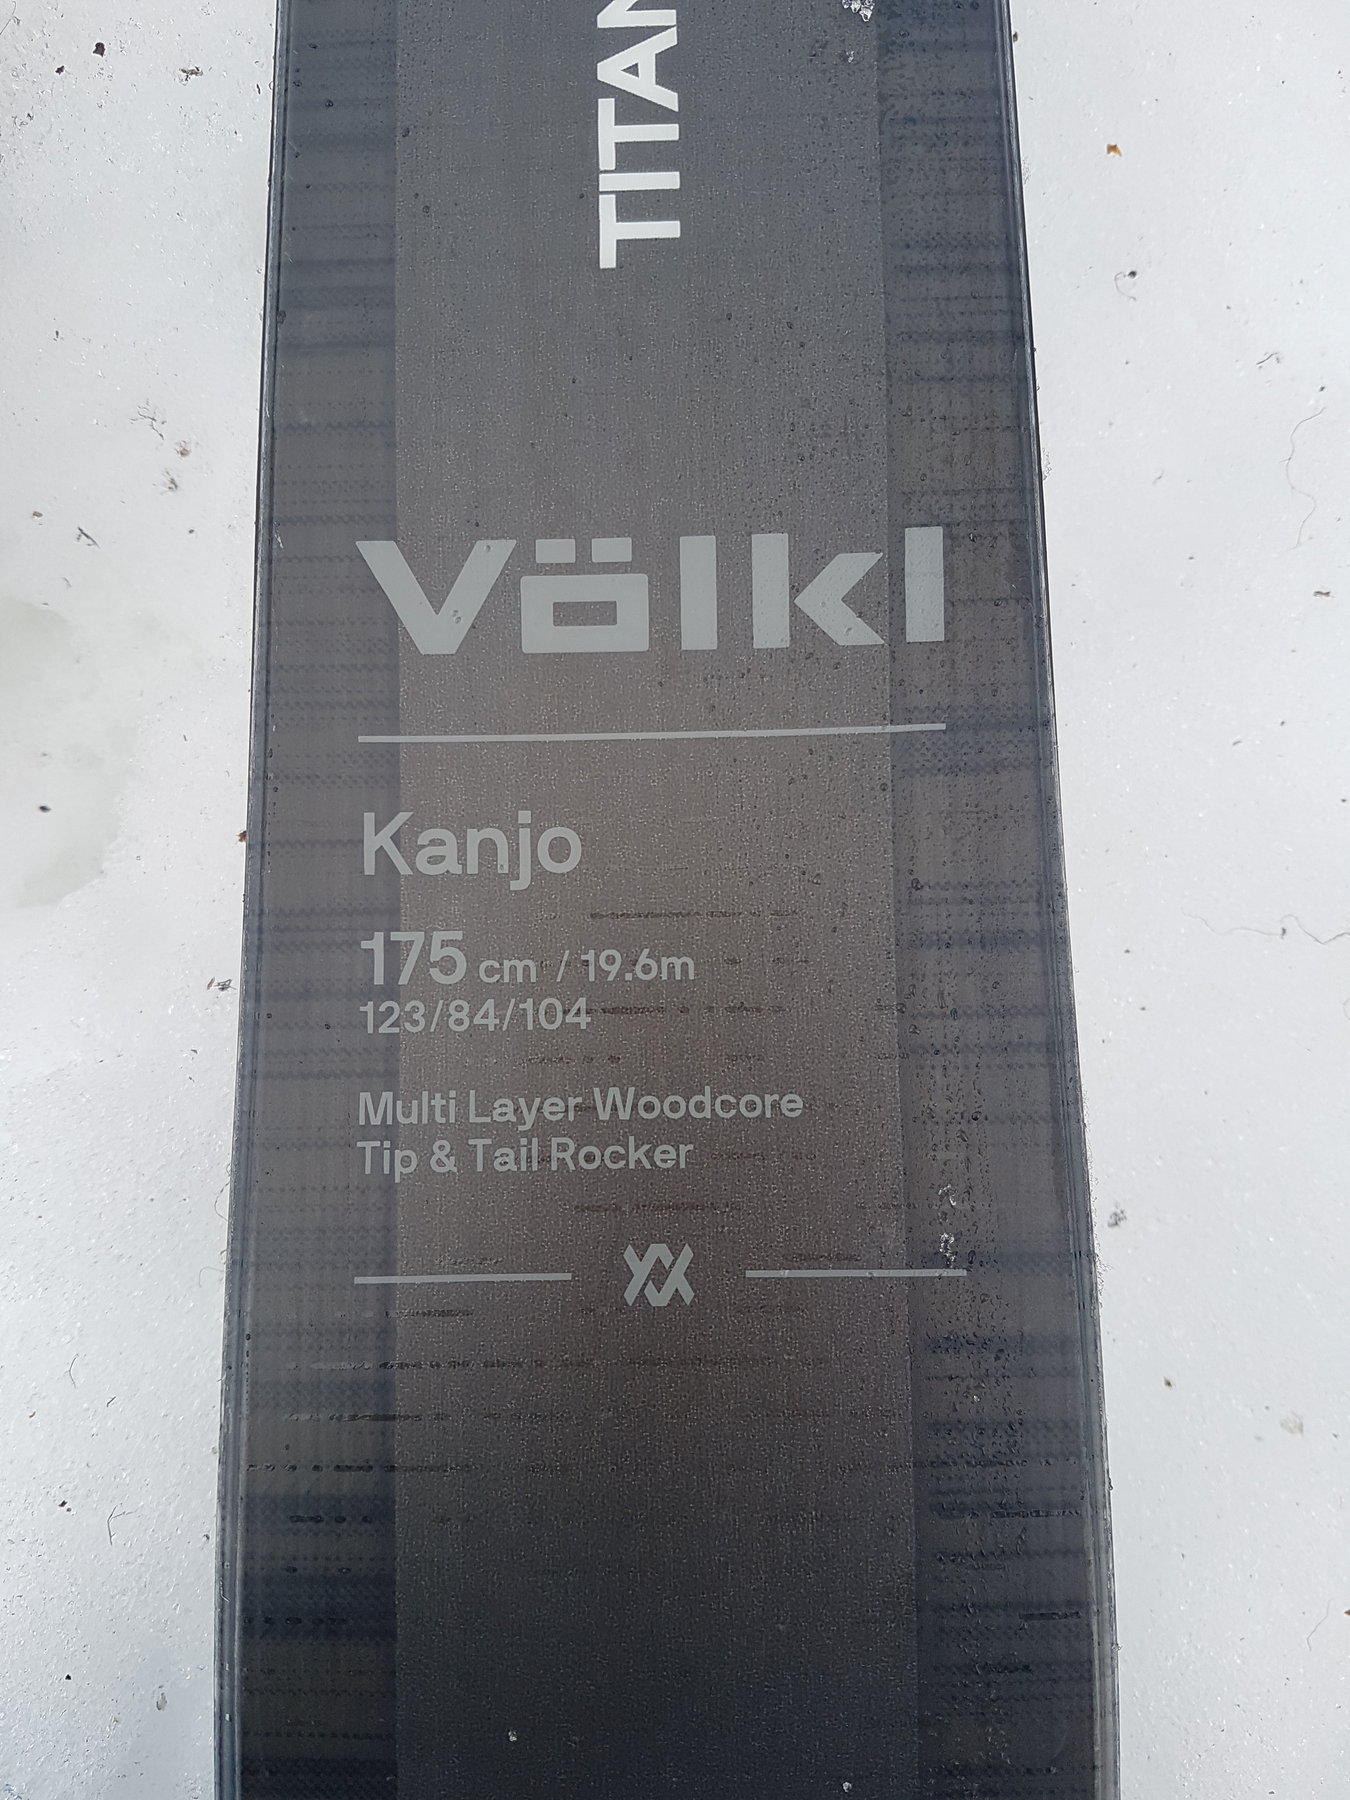 TITAN
Völkl
Kanjo
175 cm / 19.6m
123/84/104
Multi Layer Woodcore
Tip & Tail Rocker